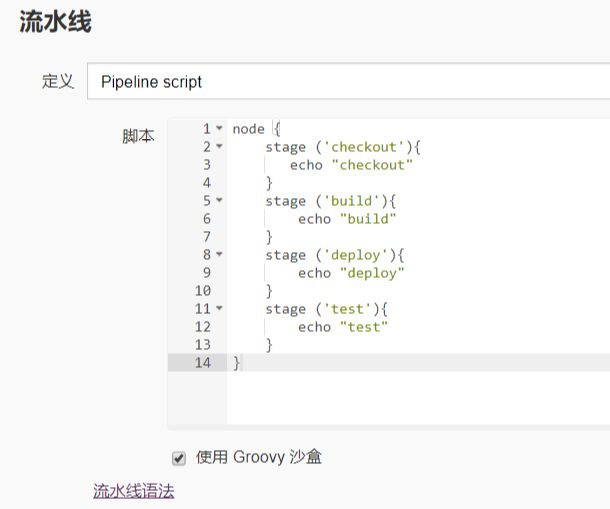 流水线
定义 Pipeline script
脚本
1 node {
2     stage ('checkout'){
3        echo "checkout"
4     }
5     stage ('build'){
6         echo "build"
7     }
8     stage ('deploy'){
9         echo "deploy"
10     }
11     stage ('test'){
12         echo "test"
13     }
14 }
使用 Groovy 沙盒
流水线语法